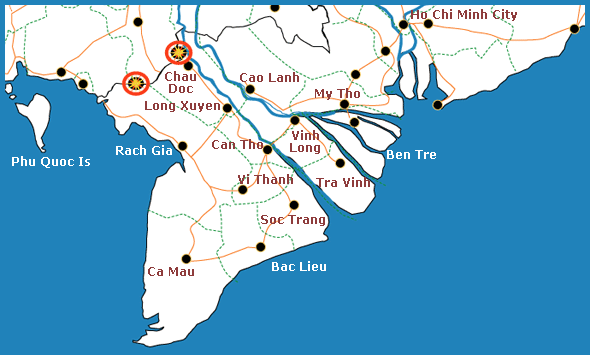 Ho Chi Minh City
Chau
Doc
Cao Lanh
My Tho
Long Xuyen
Vinh
Long
Phu Quoc Is
Rach Gia
Can Tho
Ben Tre
Vi Thanh
Tra Vinh
Soc Trang
Ca Mau
Bac Lieu